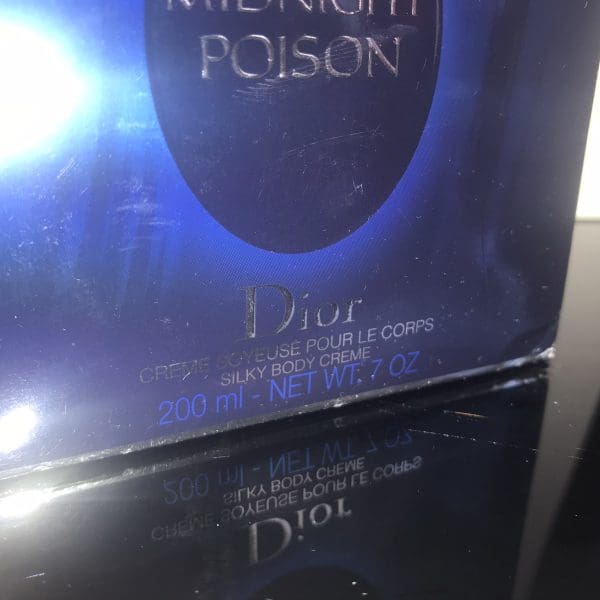 MIDNIGHT
POISON
Dior
CRÈME SOYEUSE POUR LE CORPS
SILKY BODY CREME
200 ml - NET WT. 7 OZ